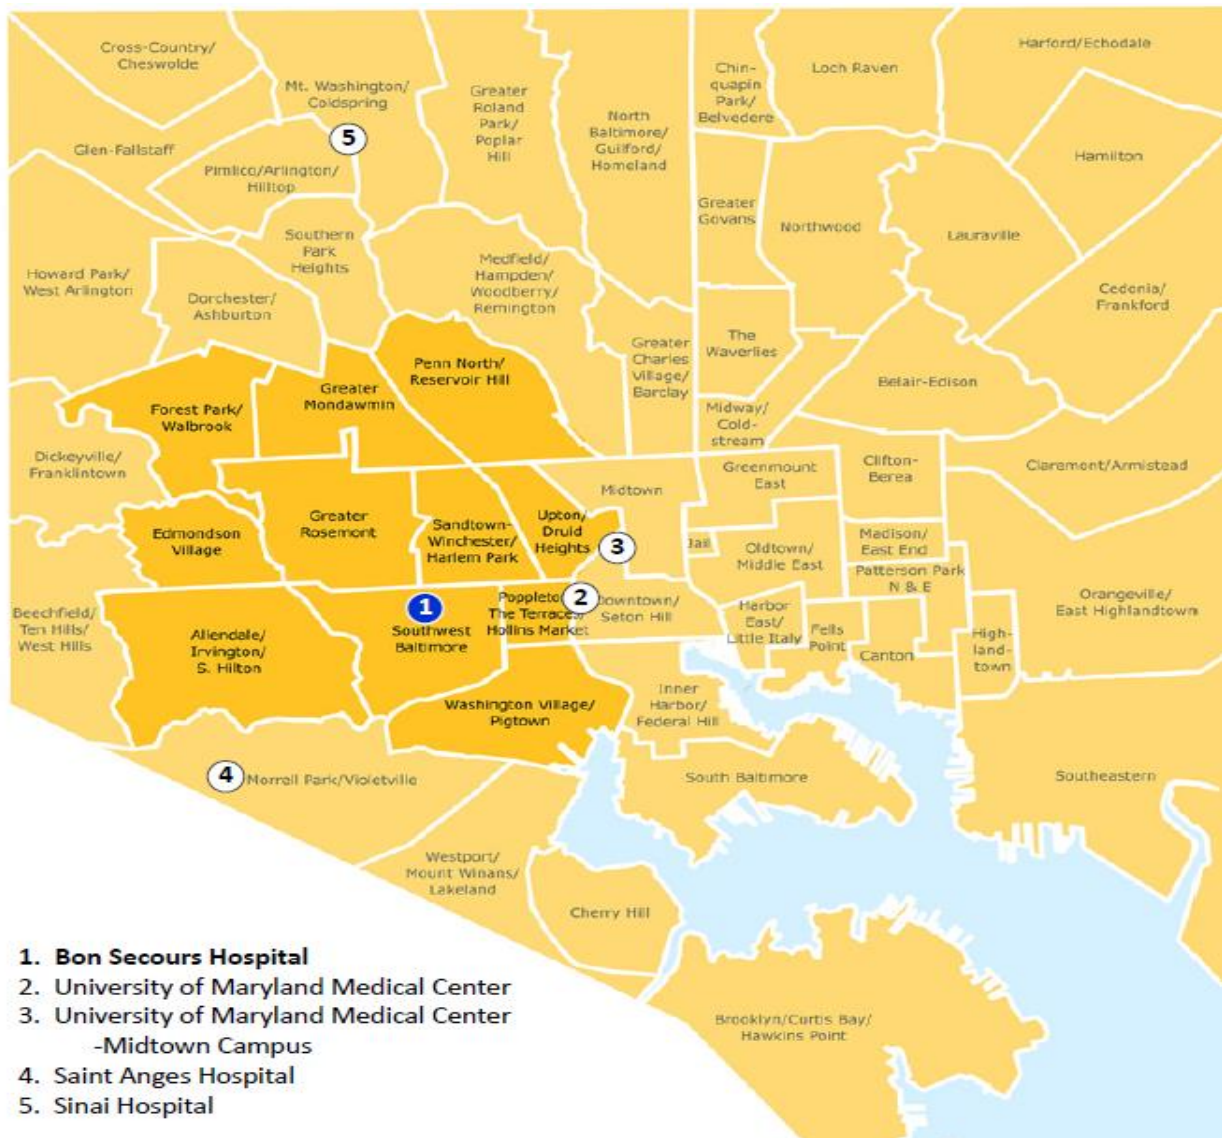 Cross-Country/
Cheswolde
Mt. Washington/
Coldspring
Greater
Roland
Park/
Poplar
Hill
North
Baltimore/
Guilford/
Homeland
Chin-
quapin
Park/
Belvedere
Loch Raven
Harford/Echodale
5
Glen-Fallstaff
Pimlico/Arlington/
Hilltop
Hamilton
Greater
Govans
Northwood
Lauraville
Southern
Park
Heights
Howard Park/
West Arlington
Dorchester/
Ashburton
Medfield/
Hampden/
Woodberry/
Remington
Cedonia/
Frankford
The
Waverlies
Greater
Charles
Village/
Barclay
Penn North/
Reservoir Hill
Greater
Mondawmin
Forest Park/
Walbrook
Belair-Edison
Midway/
Cold-
stream
Dickeyville/
Franklintown
Greenmount
East
Clifton-
Berea
Claremont/Armistead
Midtown
Greater
Rosemont
Sandtown-
Winchester/
Harlem Park
Upton/
Druid
Heights
3
Edmondson
Village
Jail
Oldtown/
Middle East
Madison/
East End
Patterson Park
N & E
Orangeville/
East Highlandtown
Beechfield/
Ten Hills/
West Hills
1
Southwest
Baltimore
Poppleton/
The Terraces/
Hollins Market
2
Downtown/
Seton Hill
Harbor
East/
Little Italy
Fells
Point
Canton
High-
land-
town
Allendale/
Irvington/
S. Hilton
Washington Village/
Pigtown
Inner
Harbor/
Federal Hill
4
Morrell Park/Violetville
South Baltimore
Southeastern
Westport/
Mount Winans/
Lakeland
Cherry Hill
Brooklyn/Curtis Bay/
Hawkins Point
1. Bon Secours Hospital
2. University of Maryland Medical Center
3. University of Maryland Medical Center
-Midtown Campus
4. Saint Anges Hospital
5. Sinai Hospital